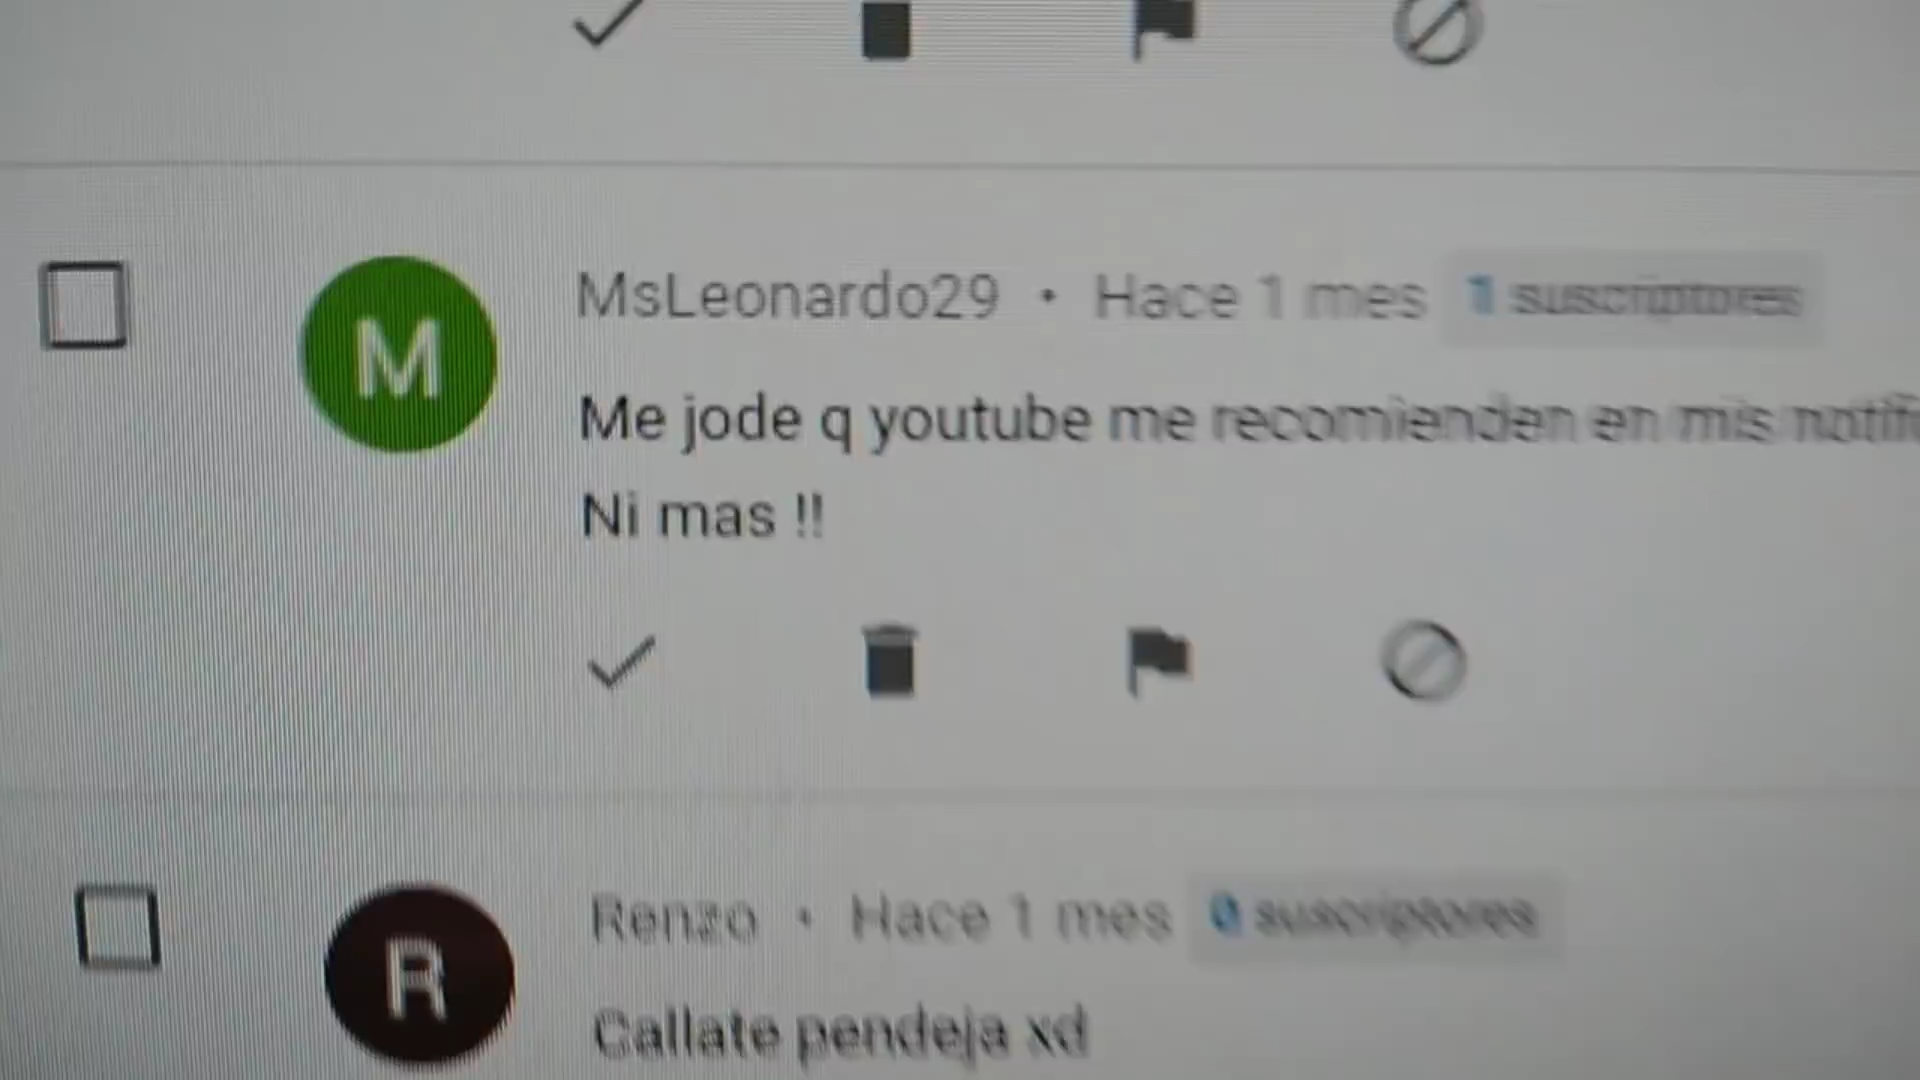 M
MsLeonardo29 • Hace 1 mes 1 suscriptores
Me jode q youtube me recomienden en mis
Ni mas !!
R
Renzo • Hace 1 mes 0 suscriptores
Callate pendeja xd